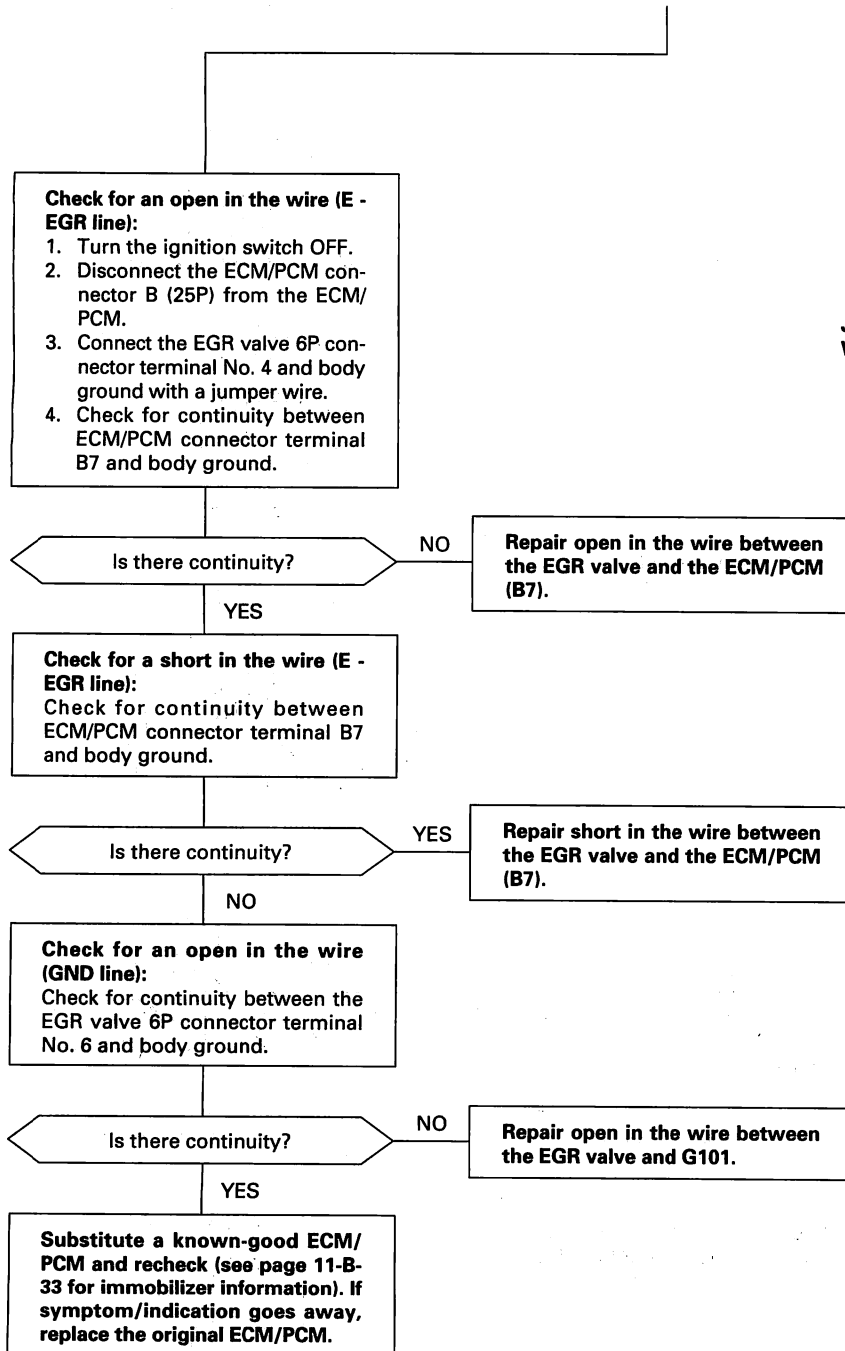 Check for an open in the wire (E -
EGR line):
1. Turn the ignition switch OFF.
2. Disconnect the ECM/PCM con-
nector B (25P) from the ECM/
PCM.
3. Connect the EGR valve 6P con-
nector terminal No. 4 and body
ground with a jumper wire.
4. Check for continuity between
ECM/PCM connector terminal
B7 and body ground.
Is there continuity?
NO
Repair open in the wire between
the EGR valve and the ECM/PCM
(B7).
YES
Check for a short in the wire (E -
EGR line):
Check for continuity between
ECM/PCM connector terminal B7
and body ground.
Is there continuity?
YES
Repair short in the wire between
the EGR valve and the ECM/PCM
(B7).
NO
Check for an open in the wire
(GND line):
Check for continuity between the
EGR valve 6P connector terminal
No. 6 and body ground.
Is there continuity?
NO
Repair open in the wire between
the EGR valve and G101.
YES
Substitute a known-good ECM/
PCM and recheck (see page 11-B-
33 for immobilizer information). If
symptom/indication goes away,
replace the original ECM/PCM.